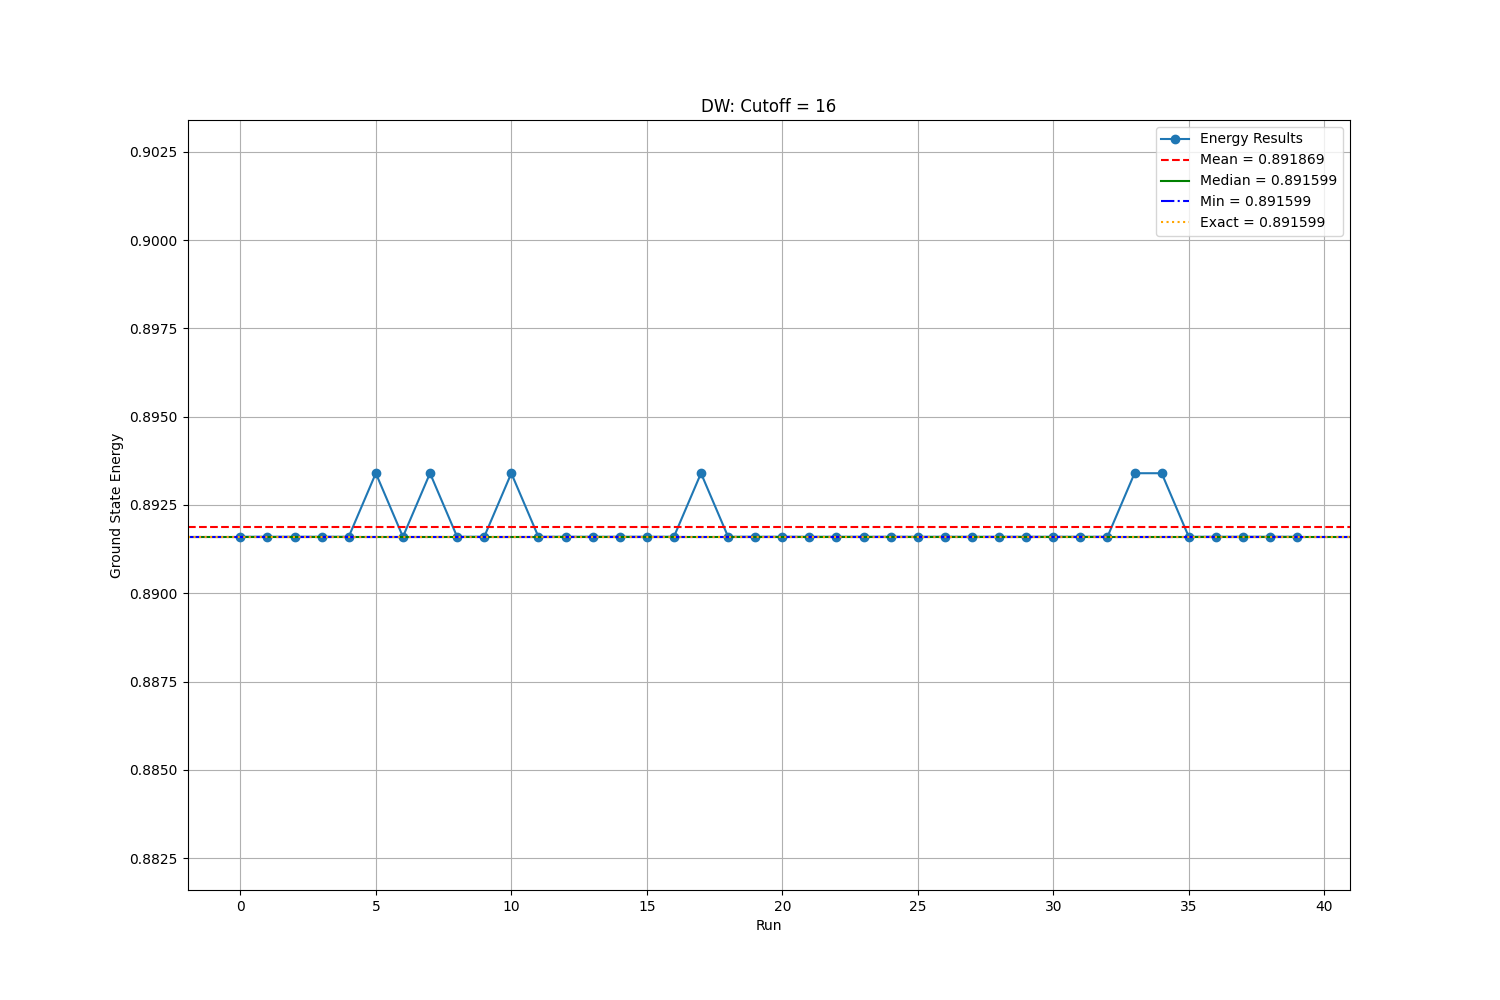 DW: Cutoff = 16
Energy Results
Mean = 0.891869
Median = 0.891599
Min = 0.891599
Exact = 0.891599
Ground State Energy
0.9025
0.9000
0.8975
0.8950
0.8925
0.8900
0.8875
0.8850
0.8825
0 5 10 15 20 25 30 35 40
Run